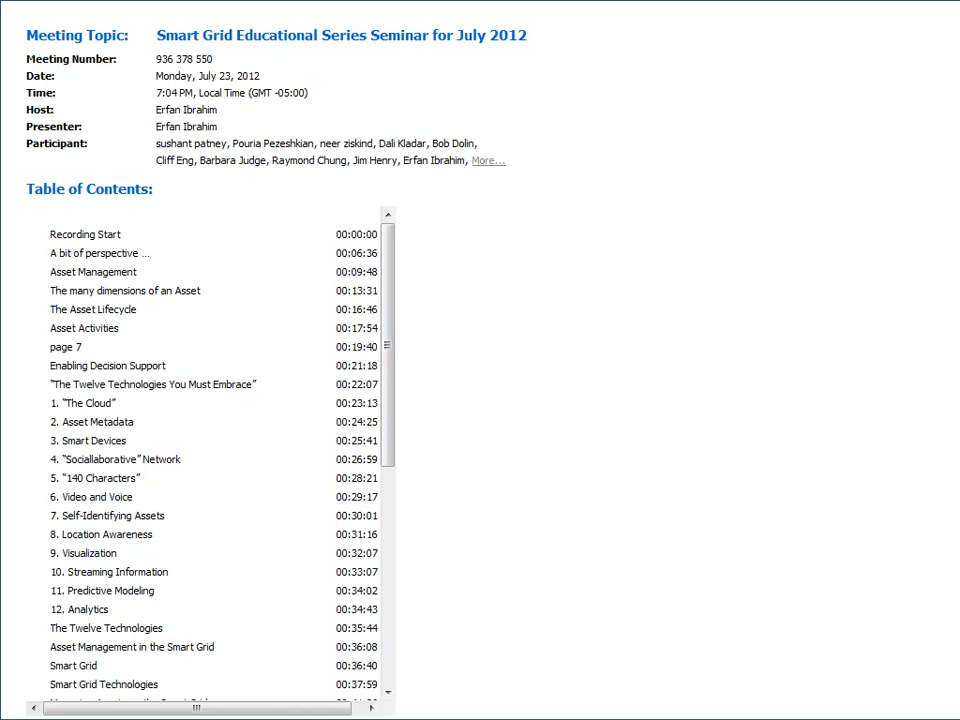 Meeting Topic: Smart Grid Educational Series Seminar for July 2012
Meeting Number: 936 378 550
Date: Monday, July 23, 2012
Time: 7:04 PM, Local Time (GMT -05:00)
Host: Erfan Ibrahim
Presenter: Erfan Ibrahim
Participant: sushant patney, Pouria Pezeshkian, neer ziskind, Dali Kladar, Bob Dolin,
Cliff Eng, Barbara Judge, Raymond Chung, Jim Henry, Erfan Ibrahim, More...
Table of Contents:
Recording Start 00:00:00
A bit of perspective ... 00:06:36
Asset Management 00:09:48
The many dimensions of an Asset 00:13:31
The Asset Lifecycle 00:16:46
Asset Activities 00:17:54
page 7 00:19:40
Enabling Decision Support 00:21:18
“The Twelve Technologies You Must Embrace” 00:22:07
1. “The Cloud” 00:23:13
2. Asset Metadata 00:24:25
3. Smart Devices 00:25:41
4. “Sociallaborative” Network 00:26:59
5. “140 Characters” 00:28:21
6. Video and Voice 00:29:17
7. Self-Identifying Assets 00:30:01
8. Location Awareness 00:31:16
9. Visualization 00:32:07
10. Streaming Information 00:33:07
11. Predictive Modeling 00:34:02
12. Analytics 00:34:43
The Twelve Technologies 00:35:44
Asset Management in the Smart Grid 00:36:08
Smart Grid 00:36:40
Smart Grid Technologies 00:37:59